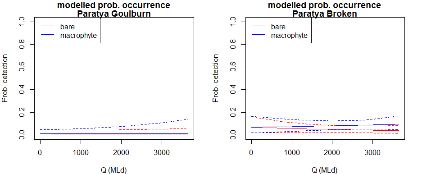 modelled prob. occurrence
Paratya Goulburn
bare
macrophyte
Prob. detection
0.0 0.2 0.4 0.6 0.8 1.0
0 1000 2000 3000
Q (MLd)
modelled prob. occurrence
Paratya Broken
bare
macrophyte
Prob. detection
0.0 0.2 0.4 0.6 0.8 1.0
0 1000 2000 3000
Q (MLd)